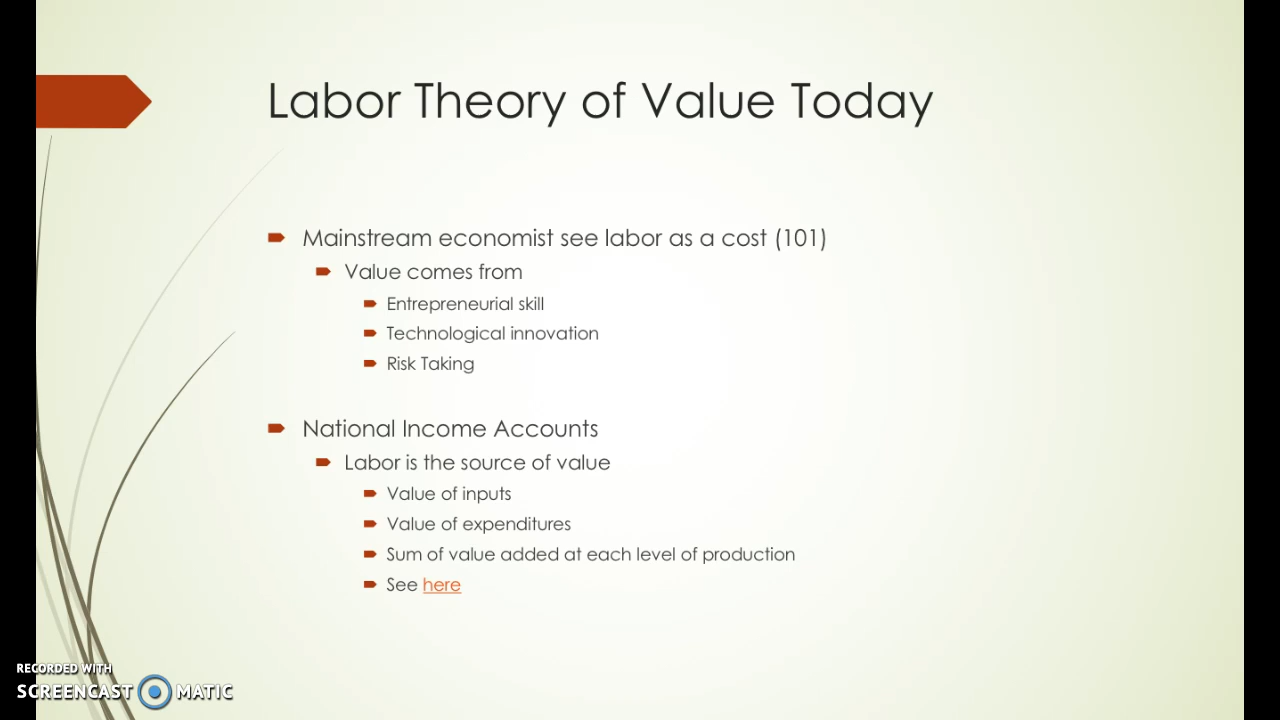 Labor Theory of Value Today
Mainstream economist see labor as a cost (101)
Value comes from
Entrepreneurial skill
Technological innovation
Risk Taking
National Income Accounts
Labor is the source of value
Value of inputs
Value of expenditures
Sum of value added at each level of production
See here
RECORDED WITH
SCREENCAST MATIC